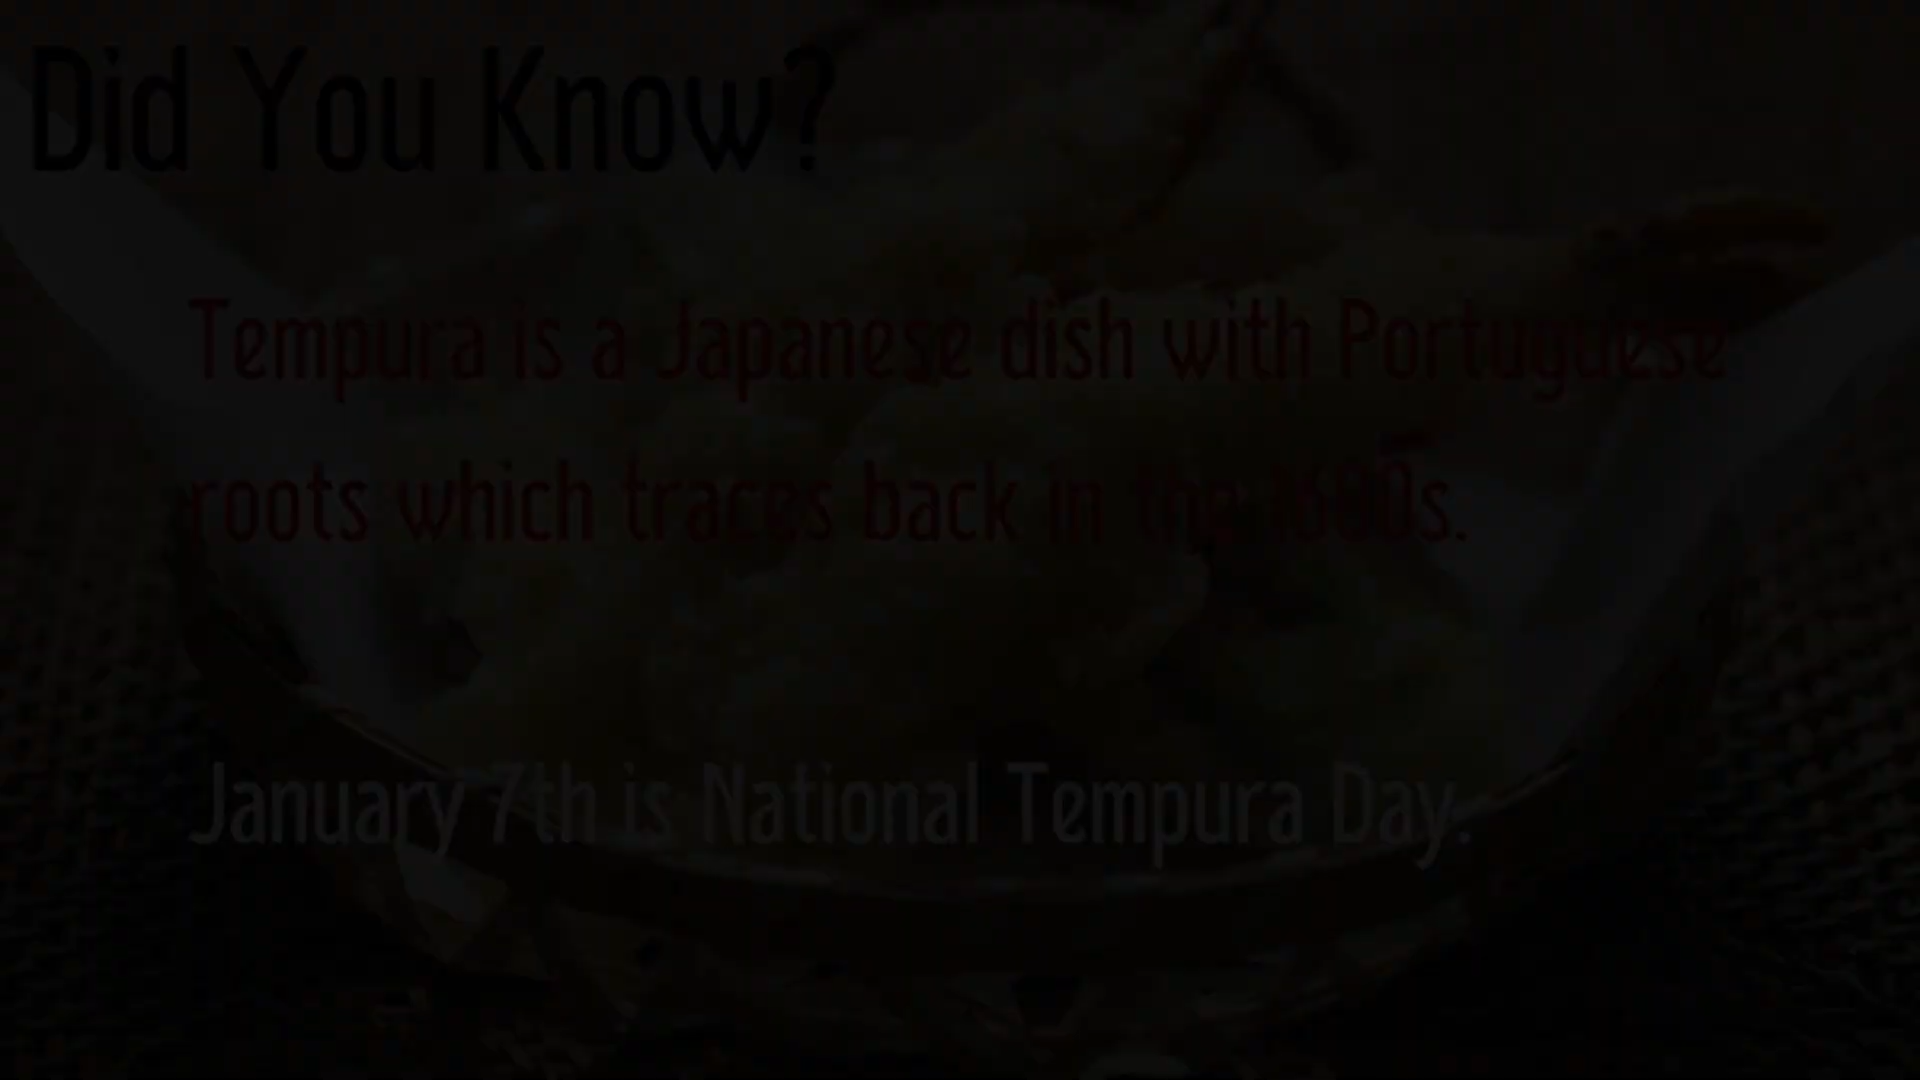 Did You Know?
Tempura is a Japanese dish with Portuguese
roots which traces back in the 1600s.
January 7th is National Tempura Day.